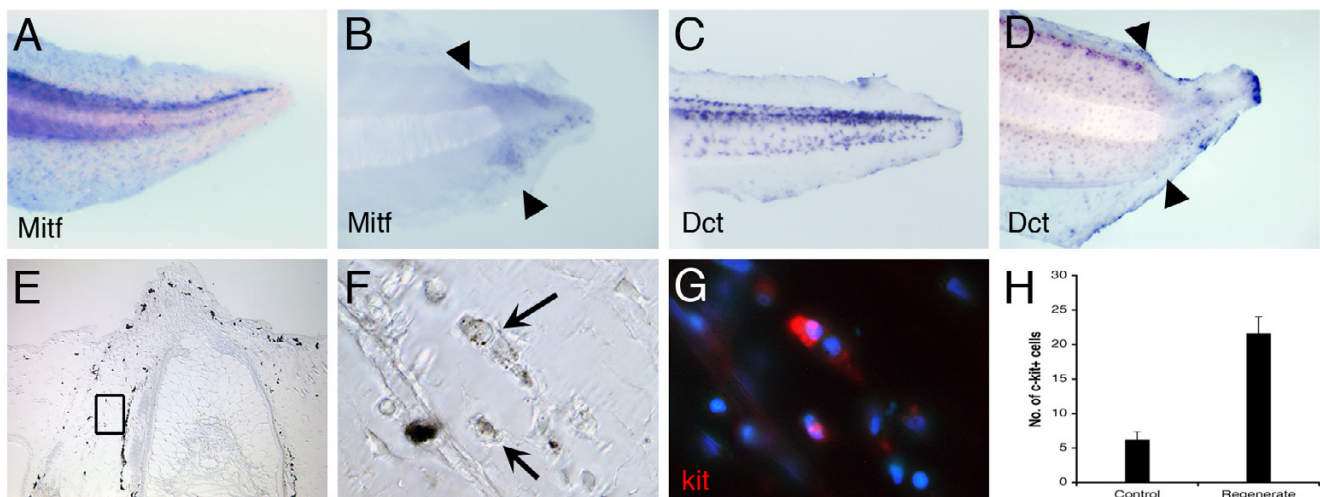 A
B
C
D
Mitf
Mitf
Dct
Dct
E
F
G
H
kit
No. of c-kit+ cells
30
25
20
15
10
5
0
Control
Regenerate